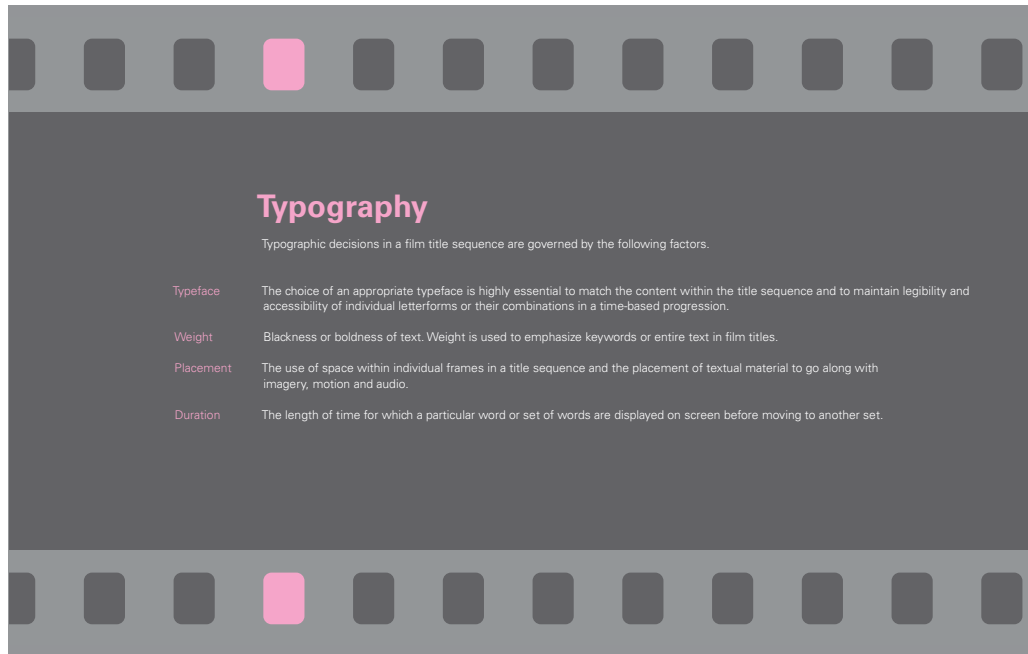 Typography
Typographic decisions in a film title sequence are governed by the following factors.
Typeface The choice of an appropriate typeface is highly essential to match the content within the title sequence and to maintain legibility and
accessibility of individual letterforms or their combinations in a time-based progression.
Weight Blackness or boldness of text. Weight is used to emphasize keywords or entire text in film titles.
Placement The use of space within individual frames in a title sequence and the placement of textual material to go along with
imagery, motion and audio.
Duration The length of time for which a particular word or set of words are displayed on screen before moving to another set.